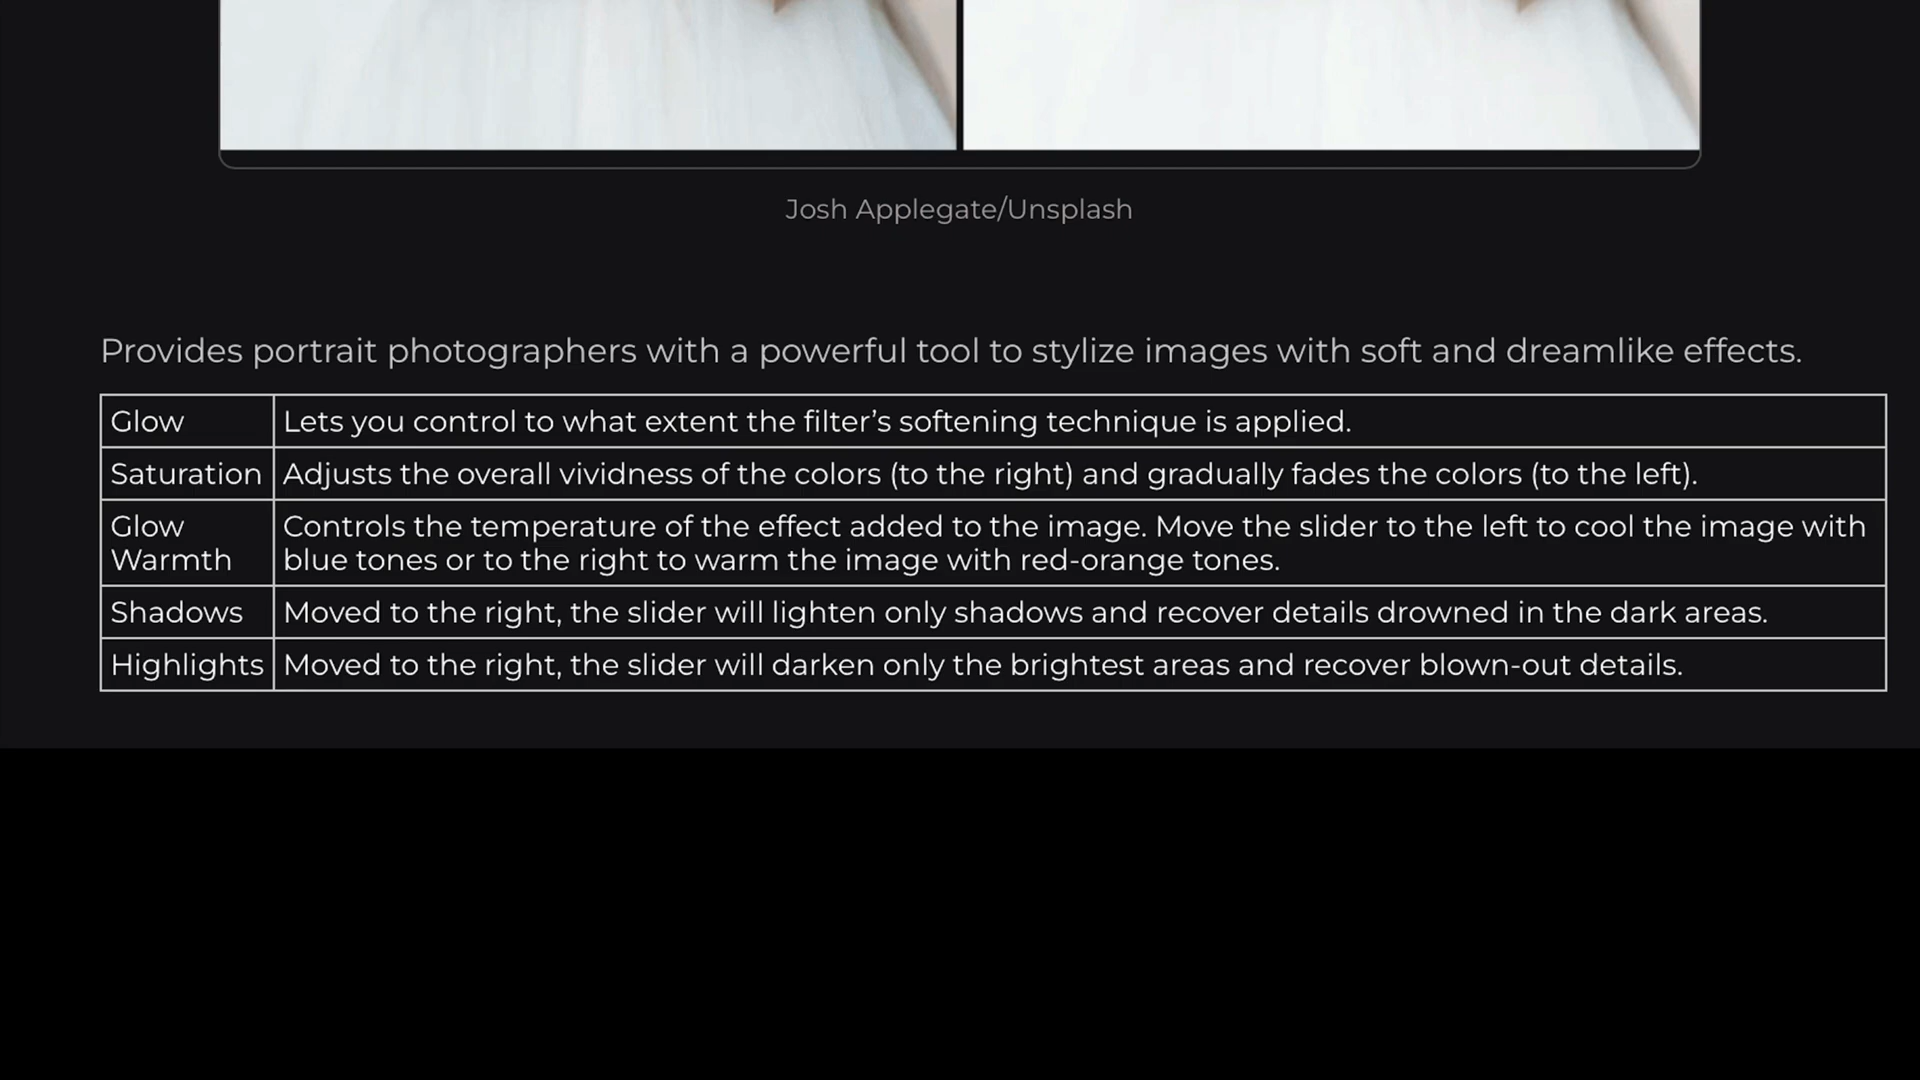 Josh Applegate/Unsplash
Provides portrait photographers with a powerful tool to stylize images with soft and dreamlike effects.
Glow
Lets you control to what extent the filter’s softening technique is applied.
Saturation
Adjusts the overall vividness of the colors (to the right) and gradually fades the colors (to the left).
Glow
Warmth
Controls the temperature of the effect added to the image. Move the slider to the left to cool the image with
blue tones or to the right to warm the image with red-orange tones.
Shadows
Moved to the right, the slider will lighten only shadows and recover details drowned in the dark areas.
Highlights
Moved to the right, the slider will darken only the brightest areas and recover blown-out details.